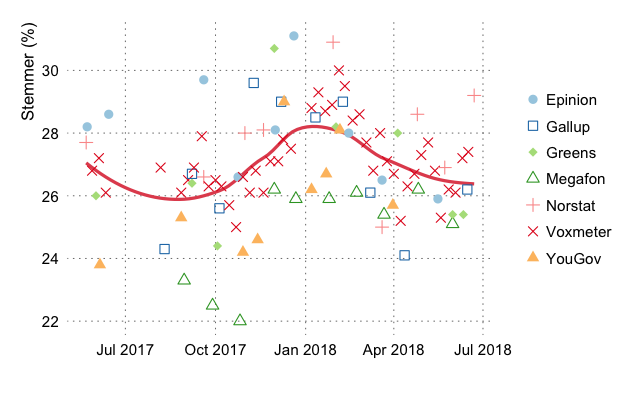 Stemmer (%)
30
28
26
24
22
Jul 2017 Oct 2017 Jan 2018 Apr 2018 Jul 2018
Epinion
Gallup
Greens
Megafon
Norstat
Voxmeter
YouGov